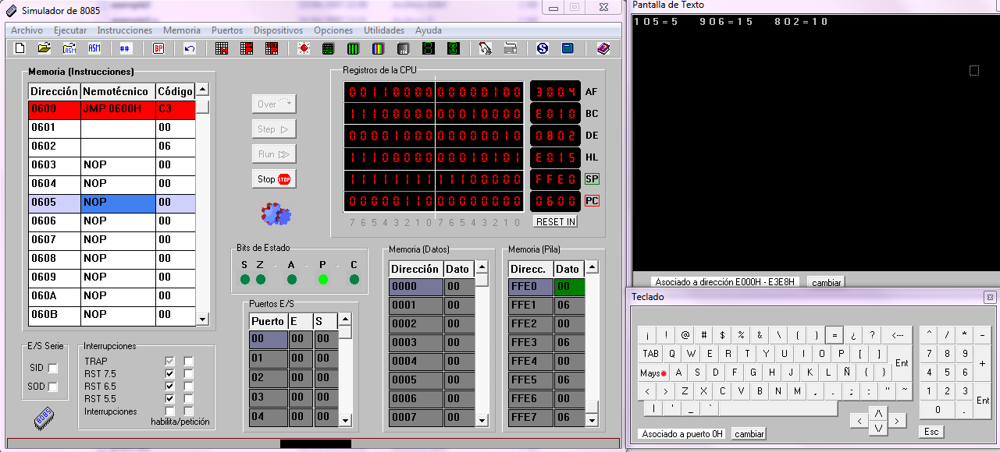 Simulador de 8085
Archivo Ejecutar Instrucciones Memoria Puertos Dispositivos Opciones Utilidades Ayuda
ASM ASM ## BP S
Memoria (Instrucciones)
Dirección Nemotécnico Código
0600 JMP 0600H C3
0601 00
0602 06
0603 NOP 00
0604 NOP 00
0605 NOP 00
0606 NOP 00
0607 NOP 00
0608 NOP 00
0609 NOP 00
060A NOP 00
060B NOP 00
Over
Step
Run
Stop STOP
Registros de la CPU
00110000 00000100 3004 AF
11100000 00010000 E010 BC
00001000 00000010 0802 DE
11100000 00010101 E015 HL
11111111 11100000 FFE0 SP
00000110 00000000 0600 PC
7 6 5 4 3 2 1 0 7 6 5 4 3 2 1 0
RESET IN
Bits de Estado
S Z - A - P - C
Puertos E/S
Puerto E S
00 00 00
01 00 00
02 00 00
03 00 00
04 00 00
Memoria (Datos)
Dirección Dato
0000 00
0001 00
0002 00
0003 00
0004 00
0005 00
0006 00
0007 00
Memoria (Pila)
Direcc. Dato
FFE0 00
FFE1 06
FFE2 00
FFE3 06
FFE4 00
FFE5 06
FFE6 00
FFE7 06
E/S Serie
SID
SOD
8085
Interrupciones
TRAP
RST 7.5
RST 6.5
RST 5.5
Interrupciones
habilita/petición
Pantalla de Texto
105=5 906=15 802=10
Asociado a dirección E000H - E3E8H cambiar
Teclado
¡ ! @ # $ % & \ ( ) = ¿ ? <--- ^ / * -
TAB Q W E R T Y U I O P [ ] Ent 7 8 9 +
Mays A S D F G H J K L Ñ { } 4 5 6
< > Z X C V B N M , . ; : " ~ 1 2 3 Ent
| ' _ ` 0 .
< /\ \/ >
Asociado a puerto 0H cambiar Esc